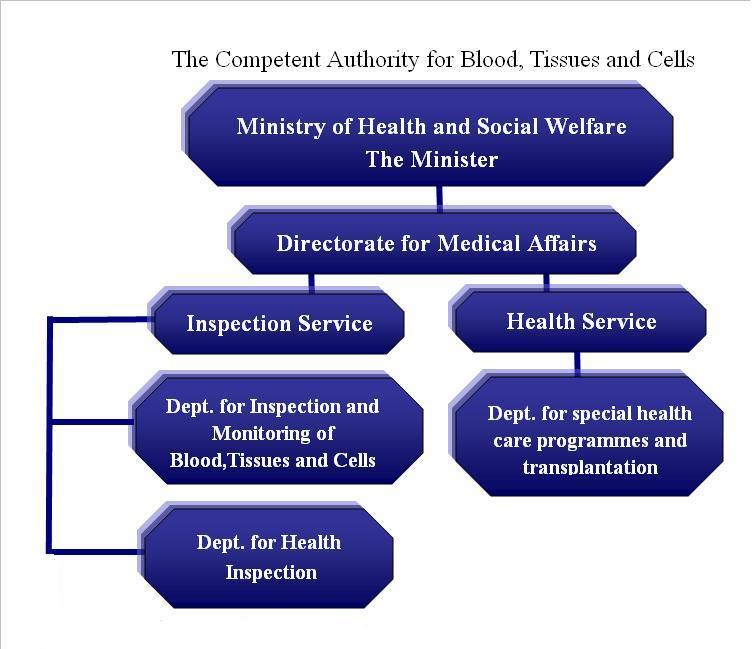 The Competent Authority for Blood, Tissues and Cells
Ministry of Health and Social Welfare
The Minister
Directorate for Medical Affairs
Inspection Service
Health Service
Dept. for Inspection and
Monitoring of
Blood,Tissues and Cells
Dept. for special health
care programmes and
transplantation
Dept. for Health
Inspection